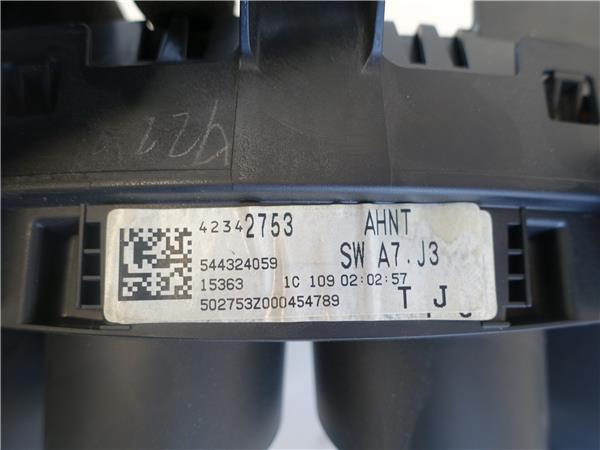 42342753 AHNT
544324059 SW A7.J3
15363 1C 109 02:02:57
502753Z000454789 T J